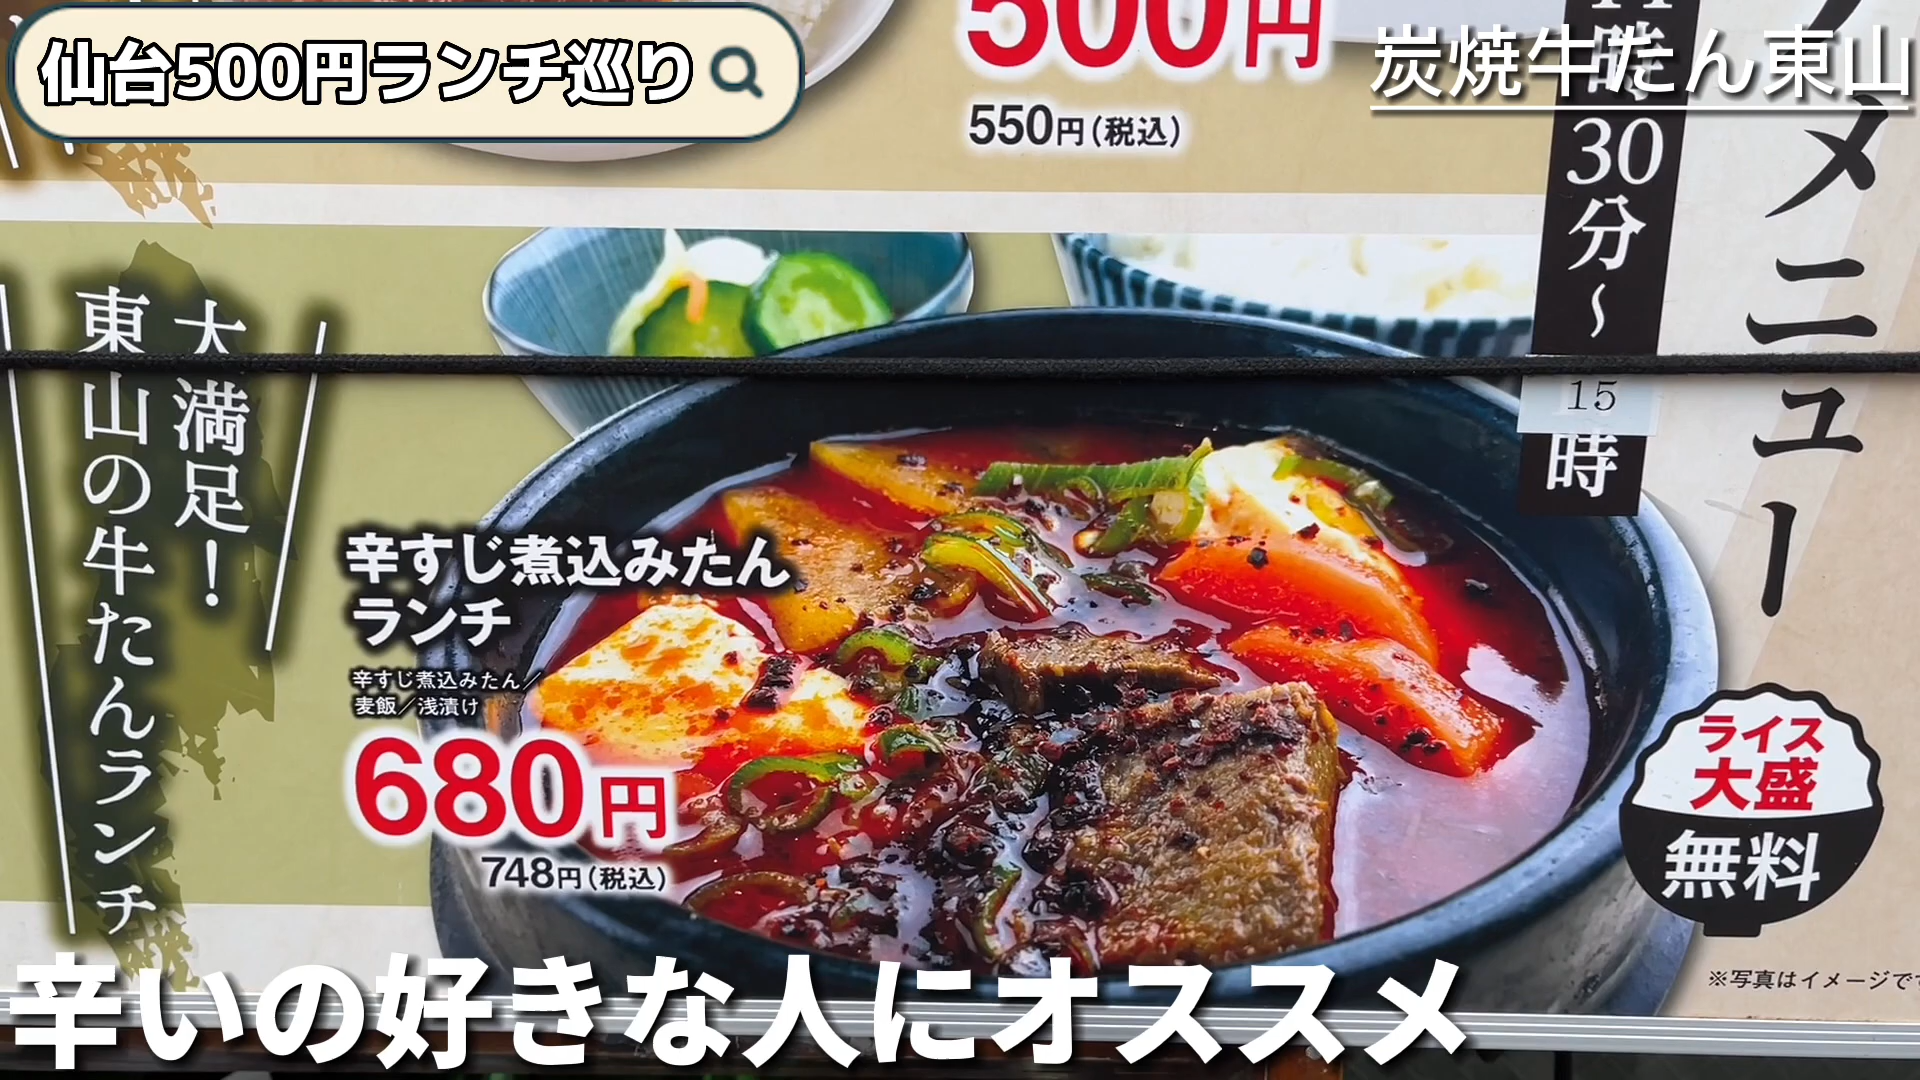 仙台500円ランチ巡り
炭焼牛たん東山
500円
550円(税込)
メニュー
時30分〜
15
時
大満足!
東山の牛たんランチ
辛すじ煮込みたん
ランチ
辛すじ煮込みたん/
麦飯/浅漬け
680円
748円(税込)
ライス
大盛
無料
※写真はイメージで
辛いの好きな人にオススメ